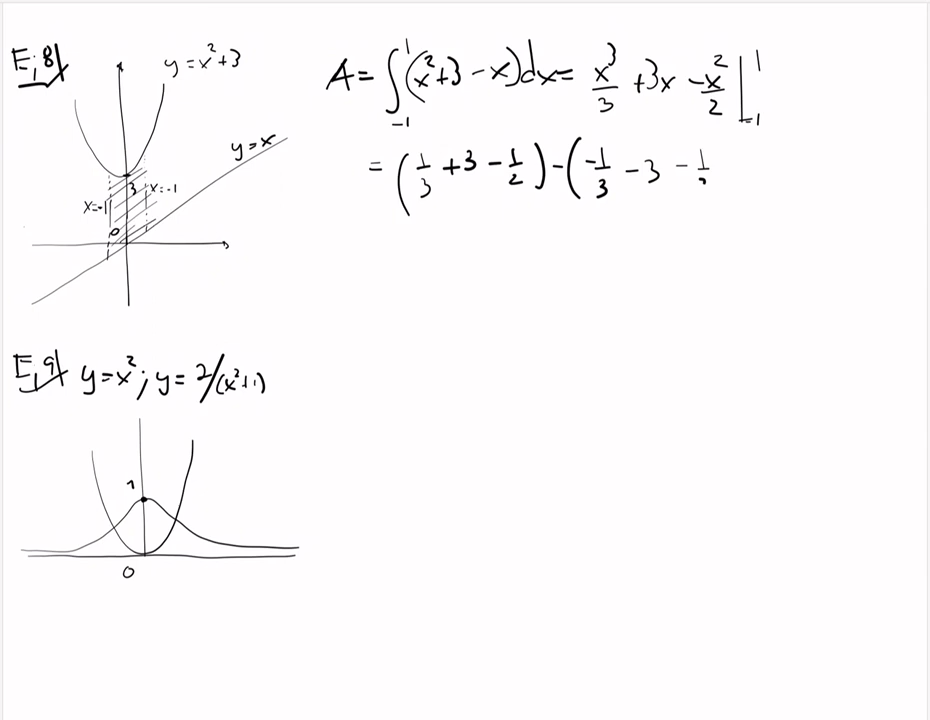 E,8)
y = x²+3
y=x
3
x=-1
x=-1
0
A = ∫₋₁¹ (x²+3 -x)dx = x³/3 +3x -x²/2 |₋₁¹
= (1/3 +3 - 1/2) - (-1/3 - 3 - 1/
E,9) y=x²; y= 2/(x²+1)
1
0